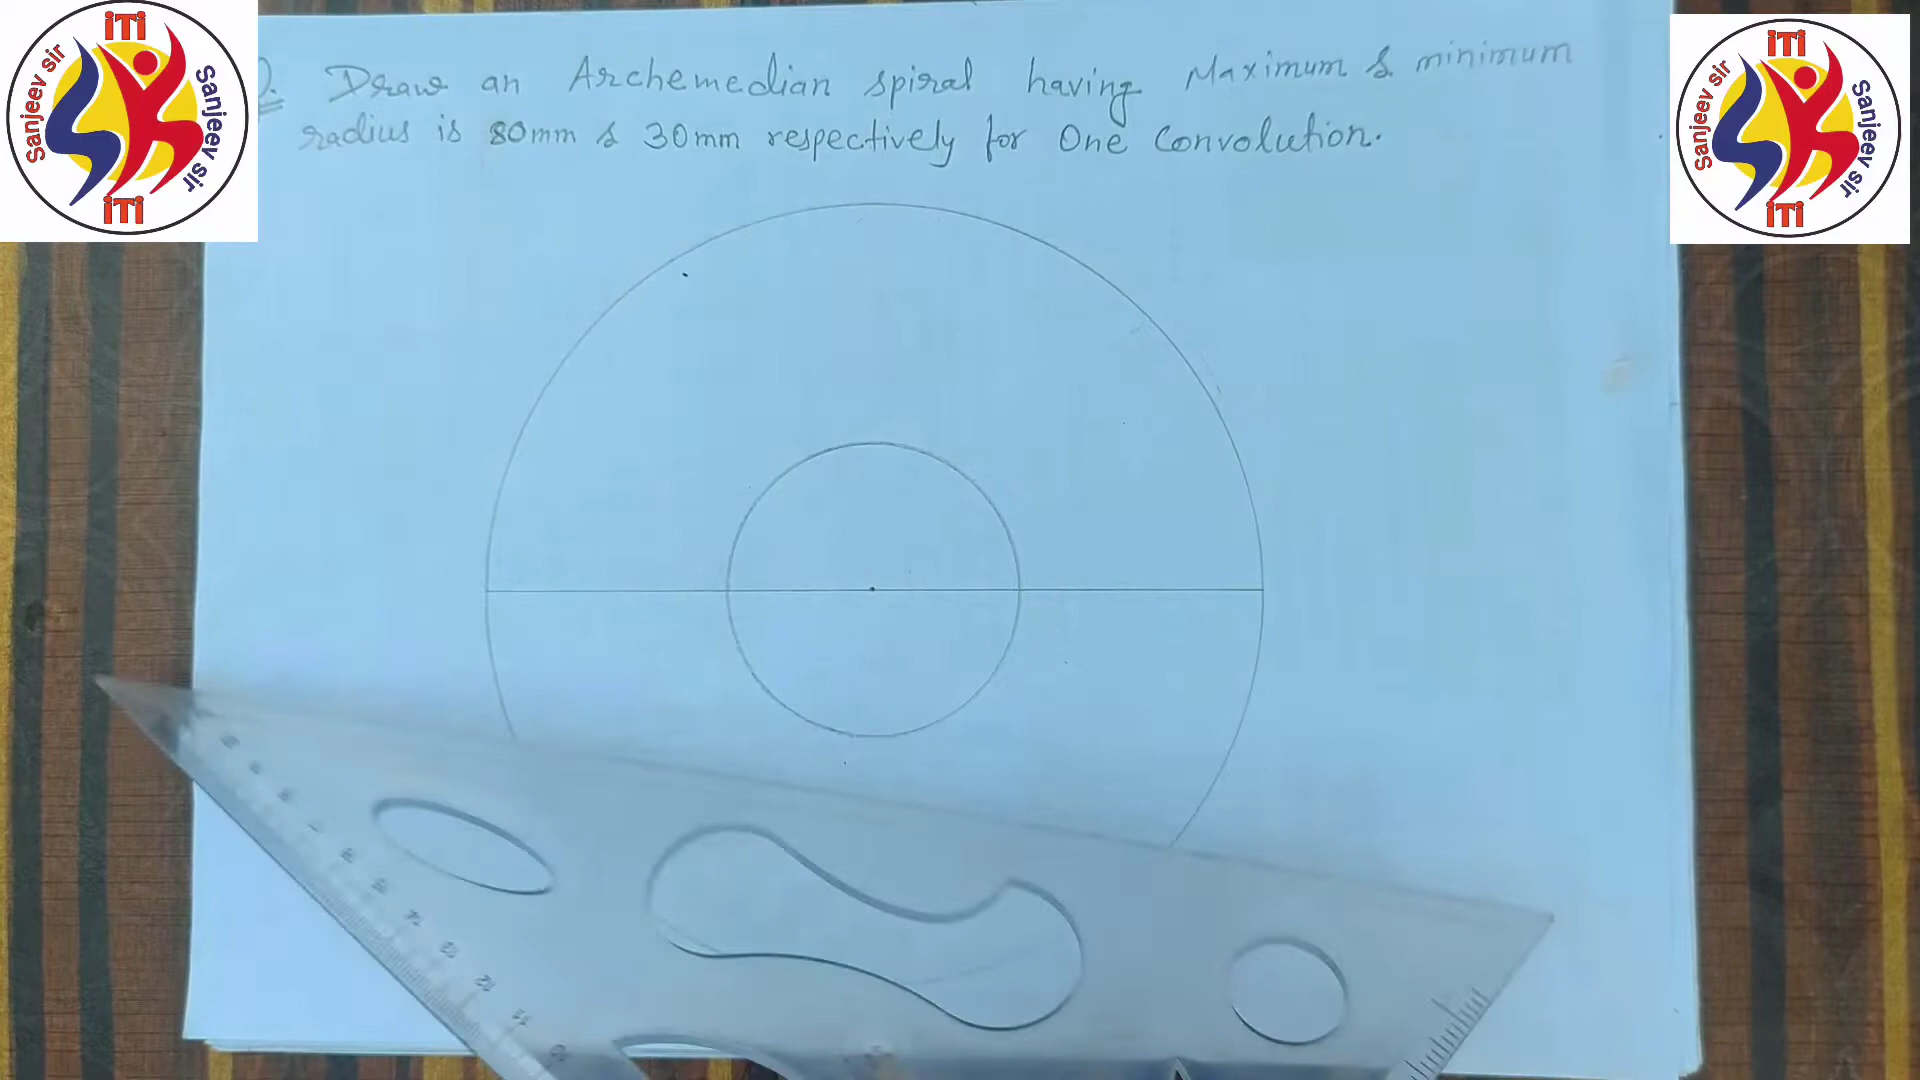 iTi
Sanjeev sir
Sanjeev sir
iTi
Q. Draw an Archemedian spiral having Maximum & minimum
radius is 80mm & 30mm respectively for One Convolution.
iTi
Sanjeev sir
Sanjeev sir
iTi